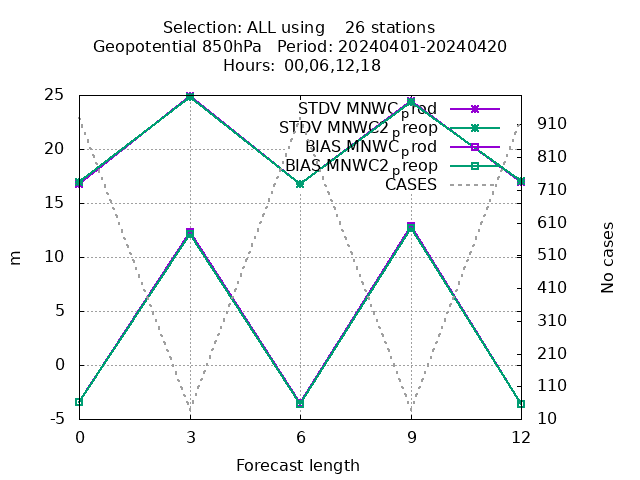 Selection: ALL using    26 stations
Geopotential 850hPa   Period: 20240401-20240420
Hours: 00,06,12,18
STDV MNWC_prod
STDV MNWC2_preop
BIAS MNWC_prod
BIAS MNWC2_preop
CASES
25
20
15
10
5
0
-5
m
910
810
710
610
510
410
310
210
110
10
No cases
0 3 6 9 12
Forecast length